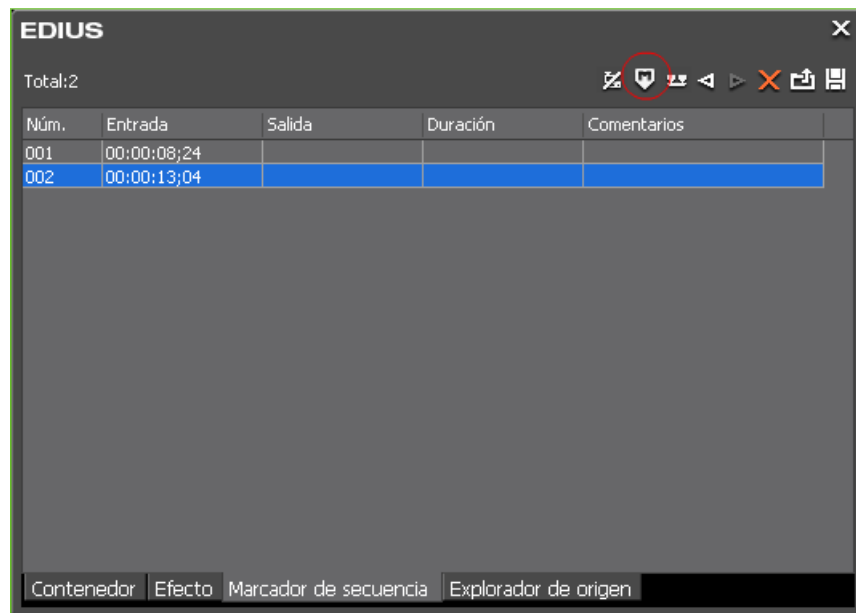 EDIUS
Total:2
Núm. Entrada Salida Duración Comentarios
001 00:00:08;24
002 00:00:13;04
Contenedor Efecto Marcador de secuencia Explorador de origen